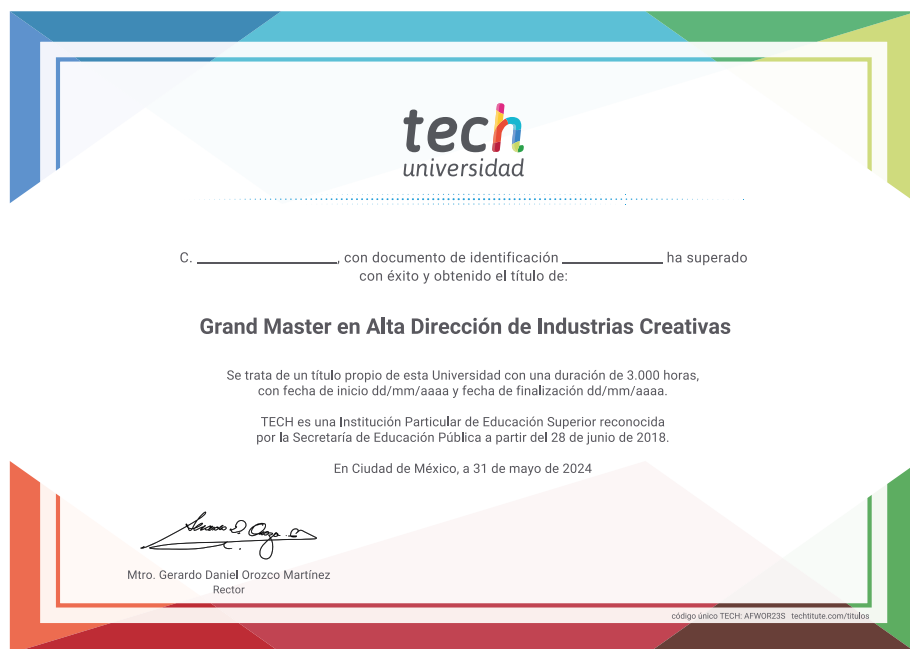 tech
universidad
C. ____________, con documento de identificación ____________ ha superado
con éxito y obtenido el título de:
Grand Master en Alta Dirección de Industrias Creativas
Se trata de un título propio de esta Universidad con una duración de 3.000 horas,
con fecha de inicio dd/mm/aaaa y fecha de finalización dd/mm/aaaa.
TECH es una Institución Particular de Educación Superior reconocida
por la Secretaría de Educación Pública a partir del 28 de junio de 2018.
En Ciudad de México, a 31 de mayo de 2024
Mtro. Gerardo Daniel Orozco Martínez
Rector
código único TECH: AFWOR23S techtitute.com/titulos